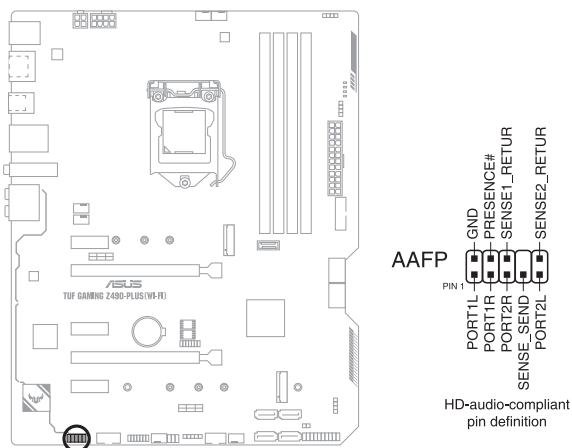 ASUS
TUF GAMING Z490-PLUS(WI-FI)
AAFP
PIN 1
GND
PRESENCE#
SENSE1_RETUR
SENSE2_RETUR
PORT1L
PORT1R
PORT2R
SENSE_SEND
PORT2L
HD-audio-compliant
pin definition